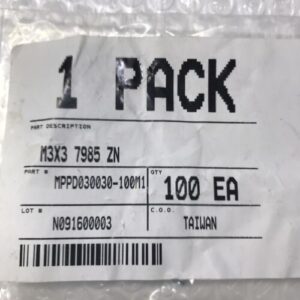 1 PACK
PART DESCRIPTION
M3X3 7985 ZN
PART # QTY
MPPD030030-100M1 100 EA
LOT # C.O.O.
N091600003 TAIWAN